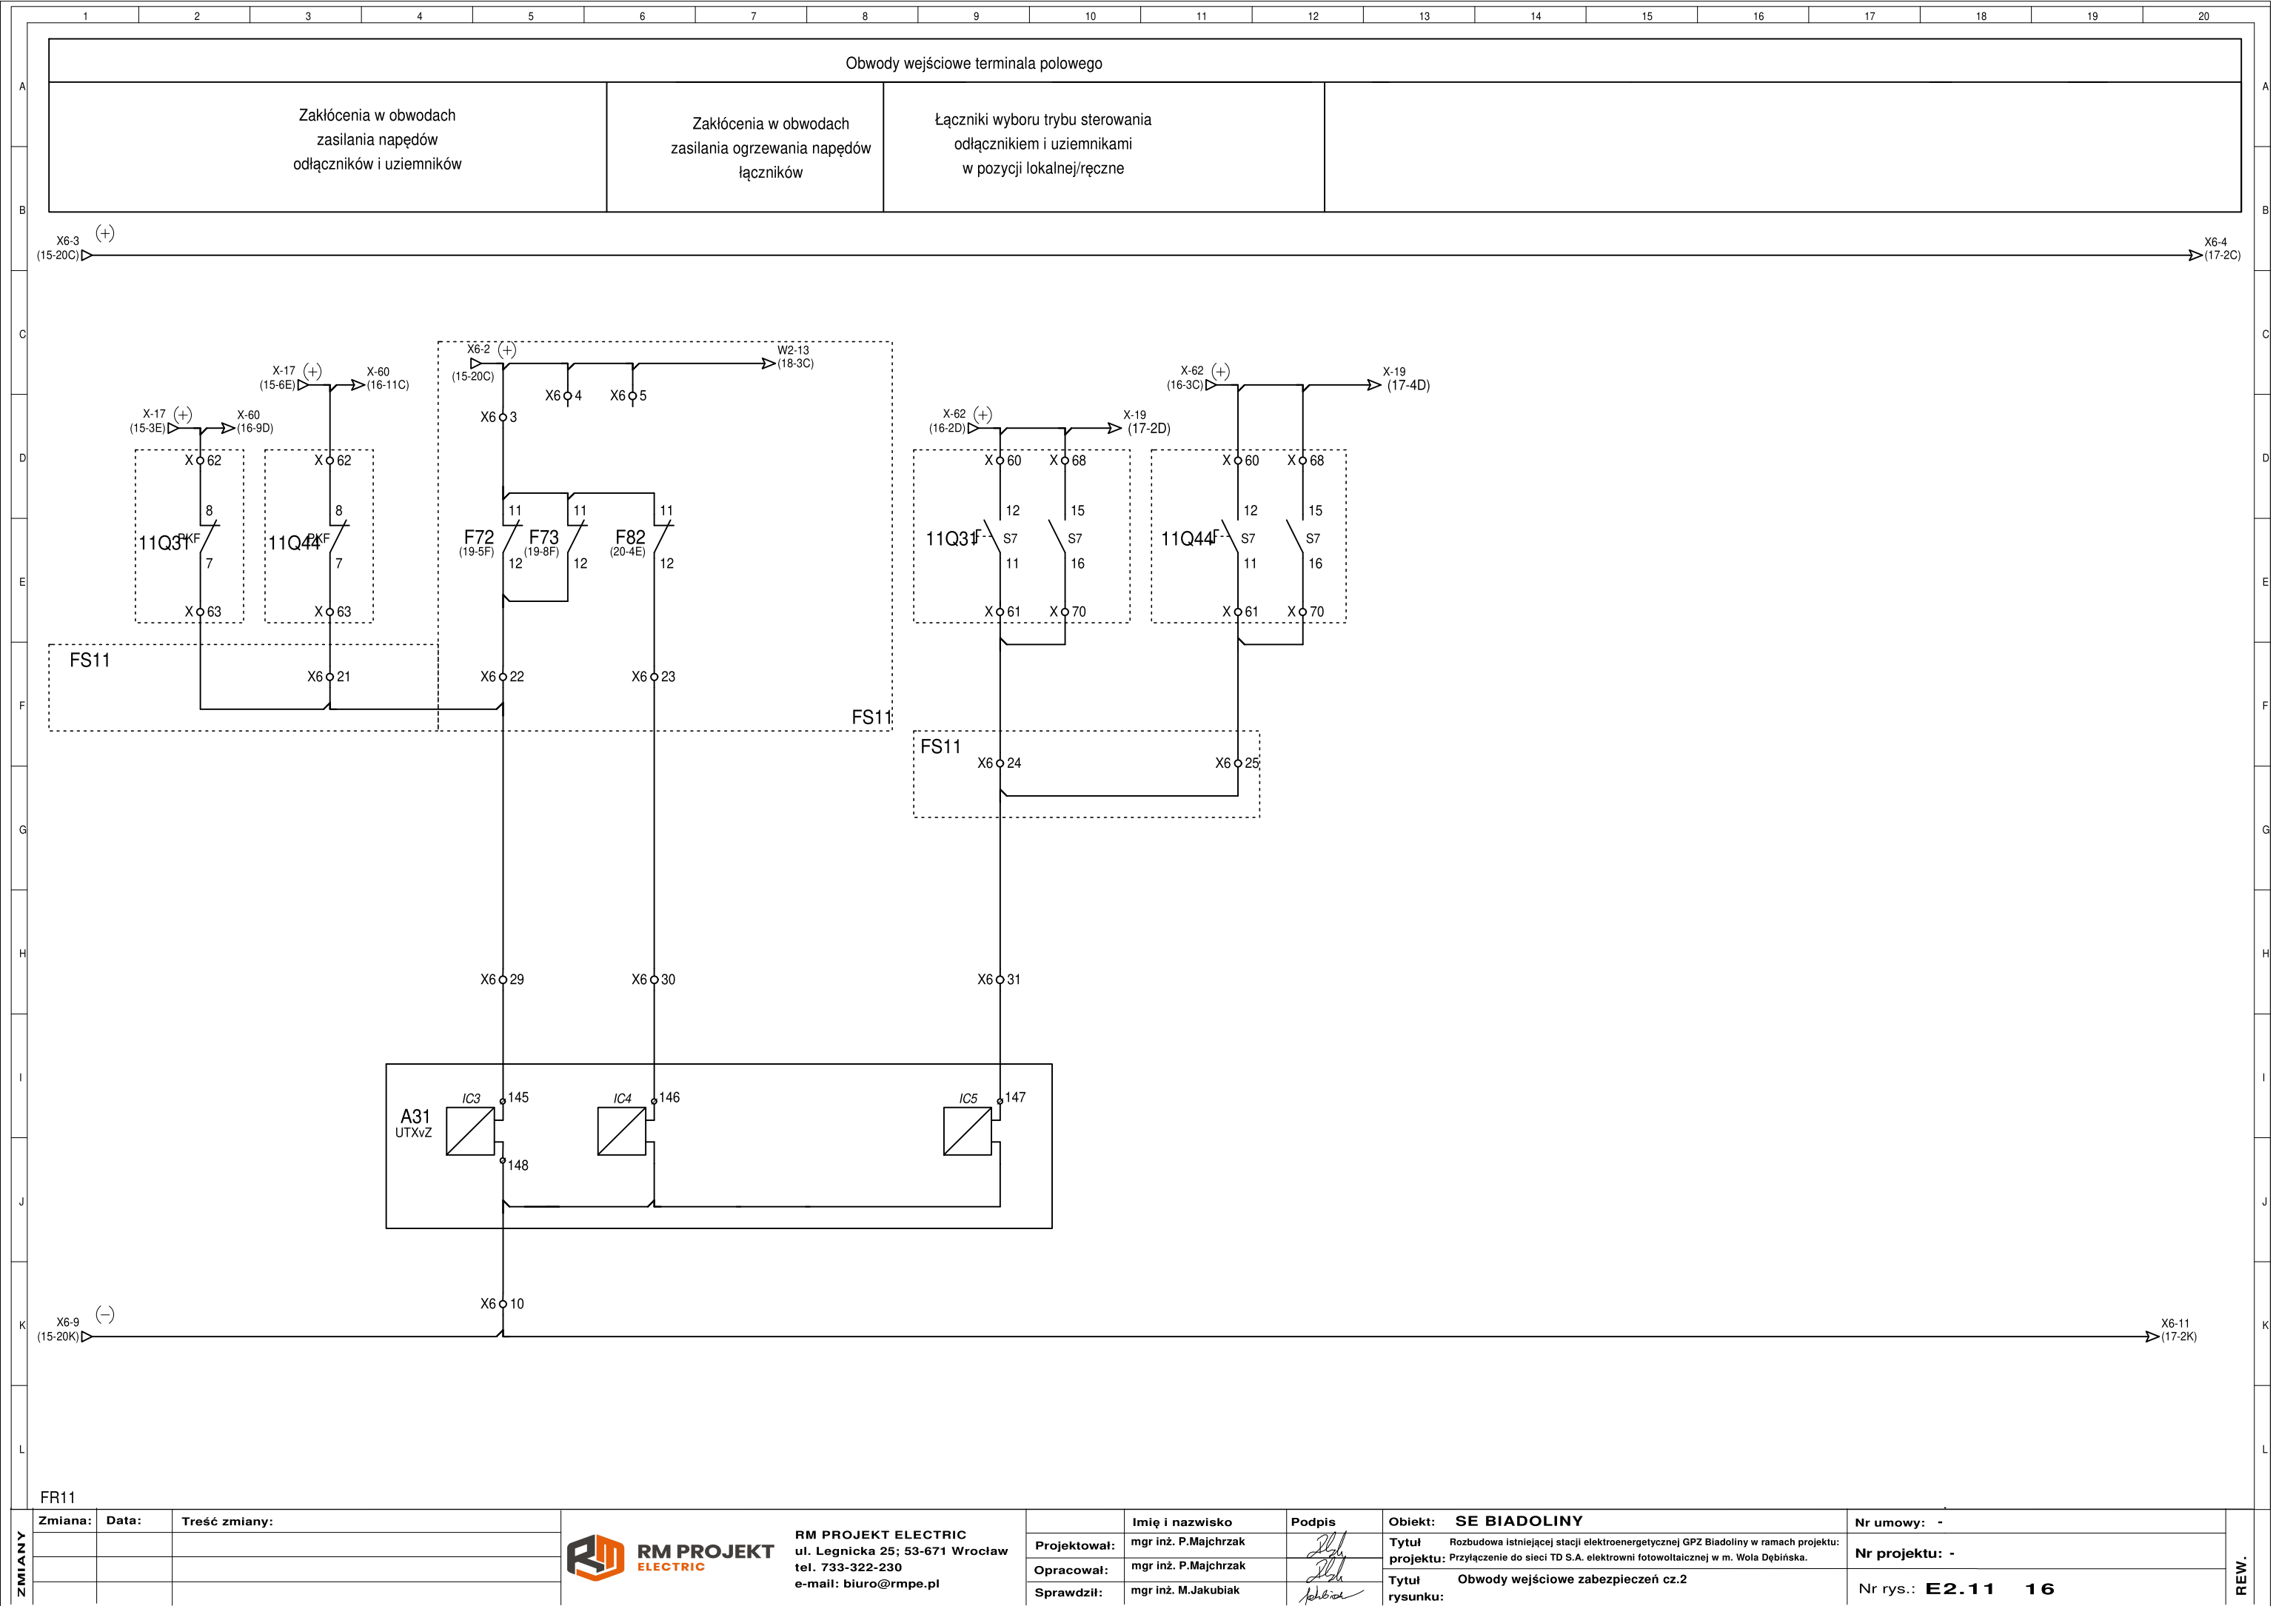 1 2 3 4 5 6 7 8 9 10 11 12 13 14 15 16 17 18 19 20
Obwody wejściowe terminala polowego
A A
Zakłócenia w obwodach
zasilania napędów
odłączników i uziemników
Zakłócenia w obwodach
zasilania ogrzewania napędów
łączników
Łączniki wyboru trybu sterowania
odłącznikiem i uziemnikami
w pozycji lokalnej/ręczne
B B
X6-3 (+) X6-4
(15-20C) (17-2C)
C C
X6-2 (+) W2-13
(15-20C) (18-3C)
X-17 (+) X-60
(15-6E) (16-11C)
X-62 (+) X-19
(16-3C) (17-4D)
X6 4 X6 5
X6 3
X-17 (+) X-60
(15-3E) (16-9D)
X-62 (+) X-19
(16-2D) (17-2D)
D D
X 62 X 62 X 60 X 68 X 60 X 68
8 8 11 11 11 12 15 12 15
11Q31 PKF 11Q44 PKF F72 F73 F82 11Q31 F S7 S7 11Q44 F S7 S7
(19-5F) (19-8F) (20-4E)
7 7 12 12 12 11 16 11 16
E E
X 63 X 63 X 61 X 70 X 61 X 70
FS11
X6 21 X6 22 X6 23
F F
FS11
FS11
X6 24 X6 25
G G
H H
X6 29 X6 30 X6 31
I I
IC3 145 IC4 146 IC5 147
A31
UTXvZ
148
J J
X6 10
K K
X6-9 (−) X6-11
(15-20K) (17-2K)
L L
FR11
ZMIANY
Zmiana: Data: Treść zmiany:
RM PROJEKT
ELECTRIC
RM PROJEKT ELECTRIC
ul. Legnicka 25; 53-671 Wrocław
tel. 733-322-230
e-mail: biuro@rmpe.pl
Imię i nazwisko Podpis
Projektował: mgr inż. P.Majchrzak
Opracował: mgr inż. P.Majchrzak
Sprawdził: mgr inż. M.Jakubiak
Obiekt: SE BIADOLINY
Tytuł projektu: Rozbudowa istniejącej stacji elektroenergetycznej GPZ Biadoliny w ramach projektu:
Przyłączenie do sieci TD S.A. elektrowni fotowoltaicznej w m. Wola Dębińska.
Tytuł rysunku: Obwody wejściowe zabezpieczeń cz.2
Nr umowy: -
Nr projektu: -
Nr rys.: E2.11 16
REW.